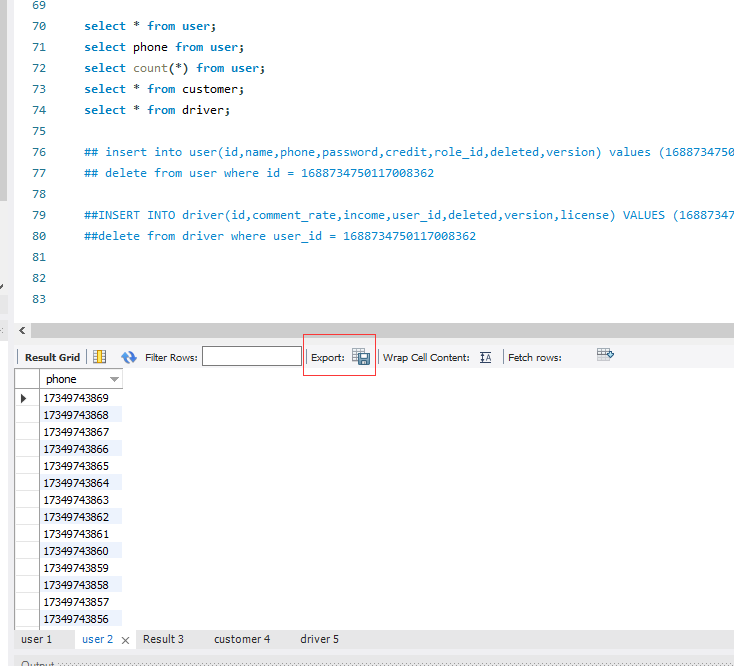 69
70 select * from user;
71 select phone from user;
72 select count(*) from user;
73 select * from customer;
74 select * from driver;
75
76 ## insert into user(id,name,phone,password,credit,role_id,deleted,version) values (1688734750
77 ## delete from user where id = 1688734750117008362
78
79 ##INSERT INTO driver(id,comment_rate,income,user_id,deleted,version,license) VALUES (16887347
80 ##delete from driver where user_id = 1688734750117008362
81
82
83
Result Grid Filter Rows: Export: Wrap Cell Content: Fetch rows:
phone
17349743869
17349743868
17349743867
17349743866
17349743865
17349743864
17349743863
17349743862
17349743861
17349743860
17349743859
17349743858
17349743857
17349743856
user 1 user 2 Result 3 customer 4 driver 5
Output